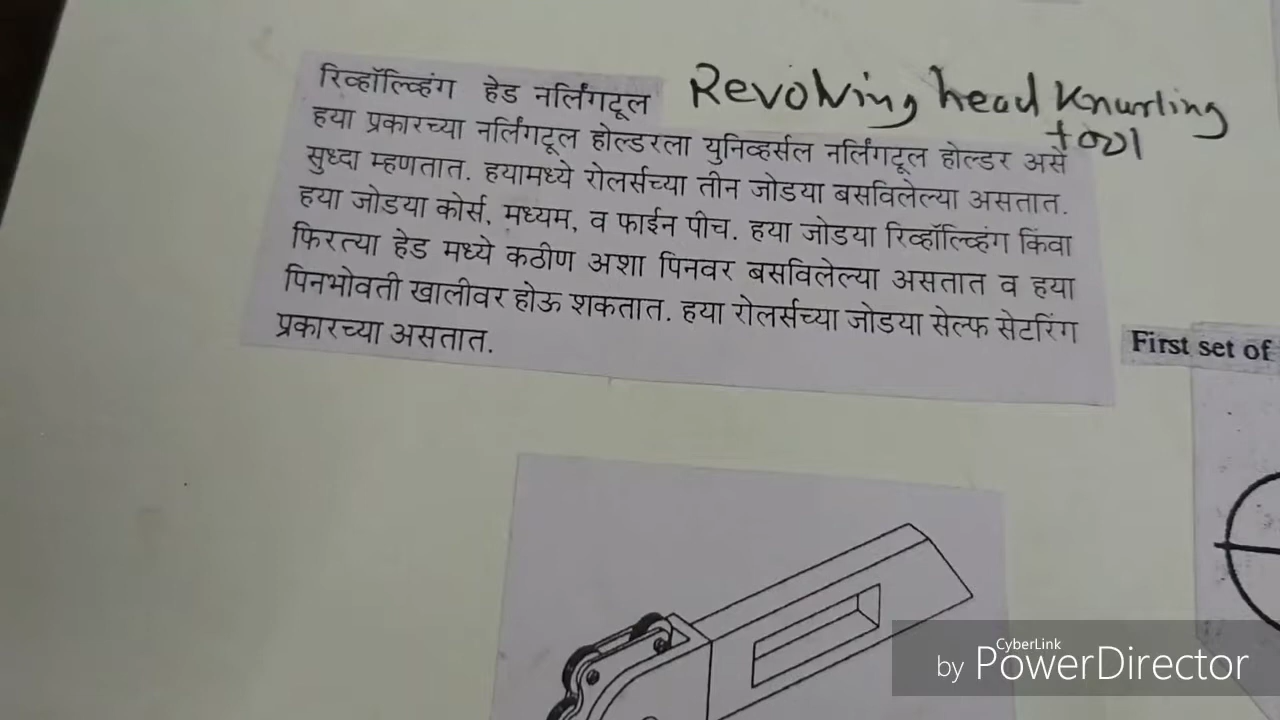 रिव्हॉल्व्हिंग हेड नर्लिंगटूल
Revolving head Knurling
tool
हया प्रकारच्या नर्लिंगटूल होल्डरला युनिव्हर्सल नर्लिंगटूल होल्डर असे
सुध्दा म्हणतात. हयामध्ये रोलर्सच्या तीन जोडया बसविलेल्या असतात.
हया जोडया कोर्स, मध्यम, व फाईन पीच. हया जोडया रिव्हॉल्व्हिंग किंवा
फिरत्या हेड मध्ये कठीण अशा पिनवर बसविलेल्या असतात व हया
पिनभोवती खालीवर होऊ शकतात. हया रोलर्सच्या जोडया सेल्फ सेटरिंग
प्रकारच्या असतात.
First set of
CyberLink
by PowerDirector